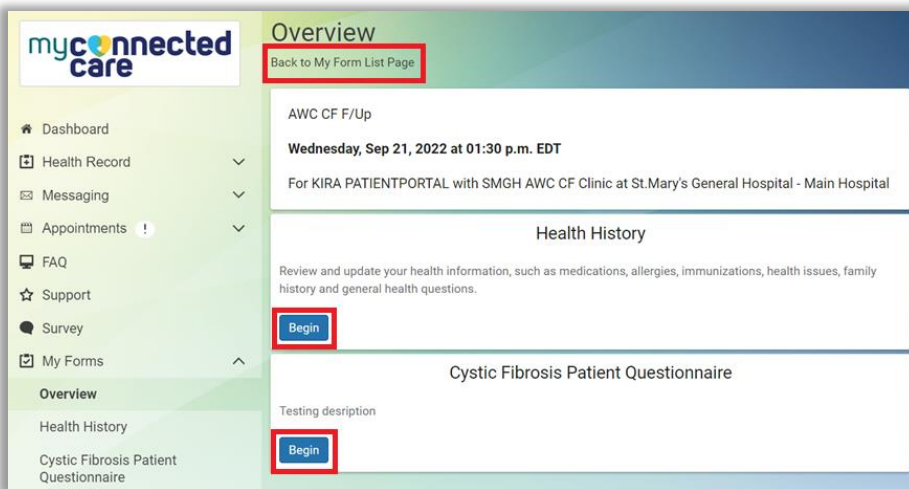 myconnected
care
Dashboard
Health Record
Messaging
Appointments !
FAQ
Support
Survey
My Forms
Overview
Health History
Cystic Fibrosis Patient
Questionnaire
Overview
Back to My Form List Page
AWC CF F/Up
Wednesday, Sep 21, 2022 at 01:30 p.m. EDT
For KIRA PATIENTPORTAL with SMGH AWC CF Clinic at St.Mary's General Hospital - Main Hospital
Health History
Review and update your health information, such as medications, allergies, immunizations, health issues, family
history and general health questions.
Begin
Cystic Fibrosis Patient Questionnaire
Testing desription
Begin